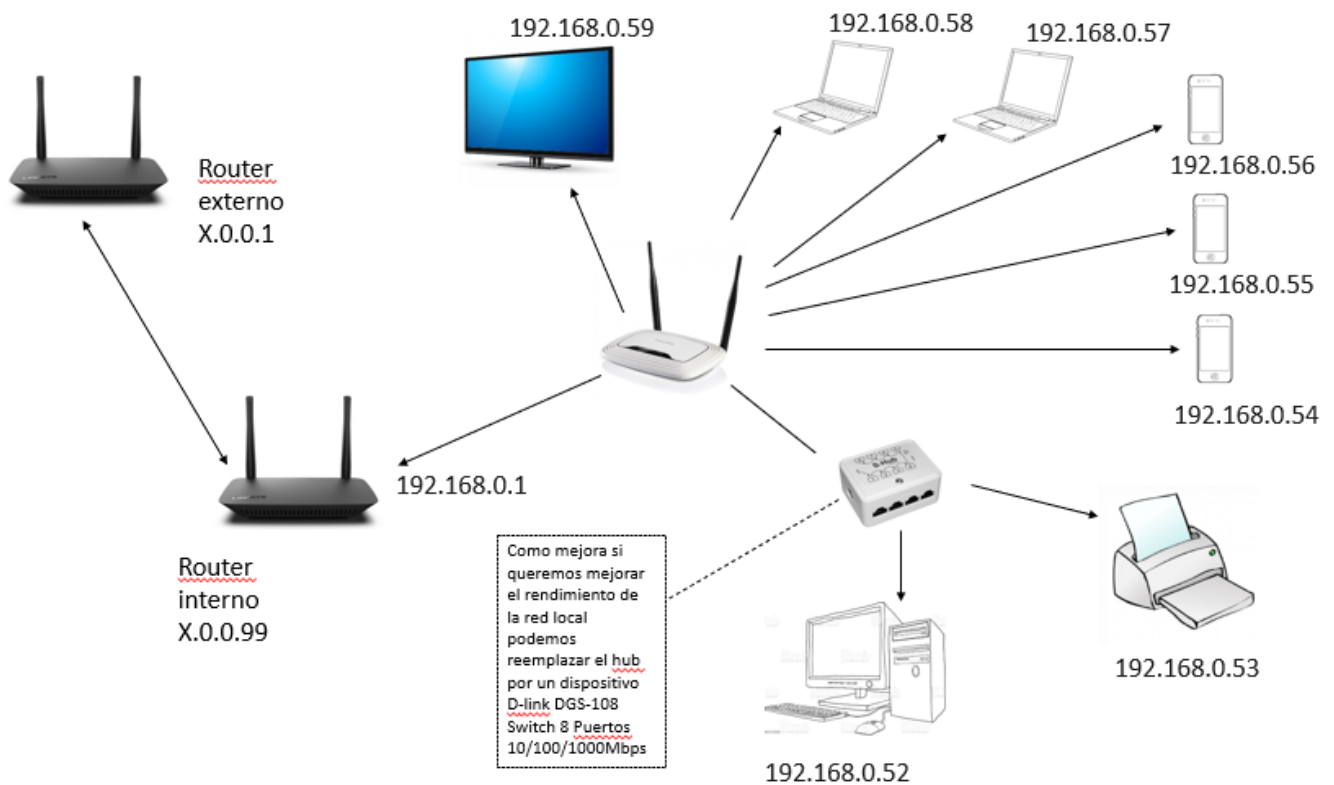 192.168.0.59
192.168.0.58
192.168.0.57
Router
externo
X.0.0.1
192.168.0.56
192.168.0.55
192.168.0.54
192.168.0.1
8-Hub
Router
interno
X.0.0.99
Como mejora si
queremos mejorar
el rendimiento de
la red local
podemos
reemplazar el hub
por un dispositivo
D-link DGS-108
Switch 8 Puertos
10/100/1000Mbps
192.168.0.53
192.168.0.52